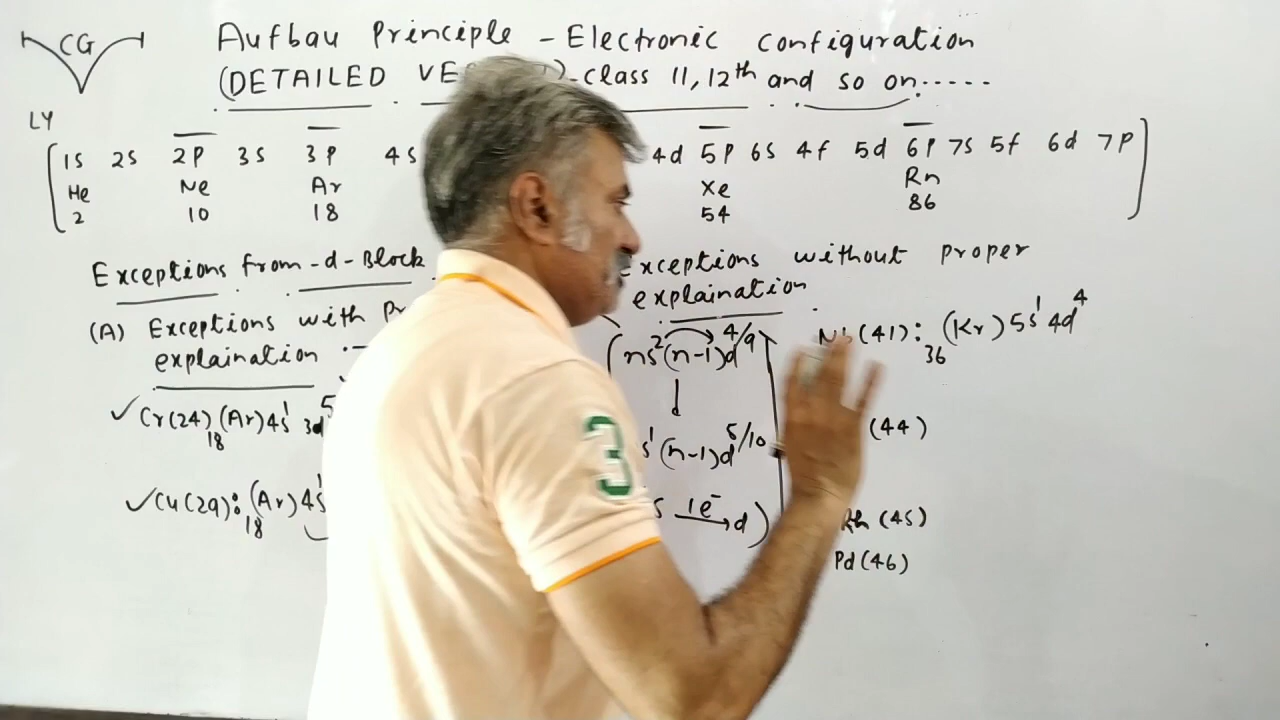 CG
Aufbau Principle - Electronic Configuration
(DETAILED VE )-Class 11, 12th and so on.....
LY
1s 2s 2p 3s 3p 4s 4d 5p 6s 4f 5d 6p 7s 5f 6d 7p
He Ne Ar Xe Rn
2 10 18 54 86
Exceptions from-d-Block
(A) Exceptions with Pr
explaination :-
✓ Cr(24) (Ar)4s¹ 3d⁵
18
✓Cu(29): (Ar)4s¹
18
xceptions without proper
explaination :
(ns²(n-1)d⁴/⁹
s¹(n-1)d⁵/¹⁰
s 1e⁻→ d)
Nb(41): (Kr)5s¹4d⁴
36
(44)
Rh (45)
Pd(46)
3